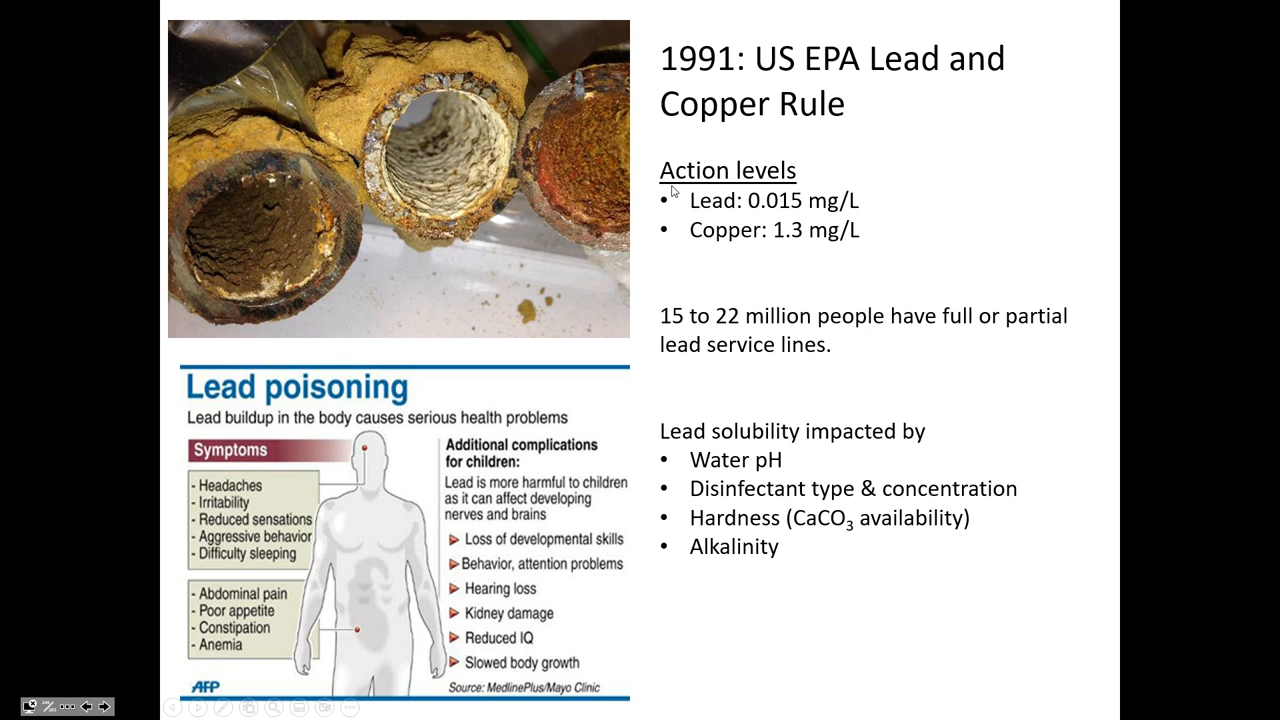 1991: US EPA Lead and
Copper Rule
Action levels
• Lead: 0.015 mg/L
• Copper: 1.3 mg/L
15 to 22 million people have full or partial
lead service lines.
Lead solubility impacted by
• Water pH
• Disinfectant type & concentration
• Hardness (CaCO₃ availability)
• Alkalinity
Lead poisoning
Lead buildup in the body causes serious health problems
Symptoms
- Headaches
- Irritability
- Reduced sensations
- Aggressive behavior
- Difficulty sleeping
- Abdominal pain
- Poor appetite
- Constipation
- Anemia
Additional complications
for children:
Lead is more harmful to children
as it can affect developing
nerves and brains
Loss of developmental skills
Behavior, attention problems
Hearing loss
Kidney damage
Reduced IQ
Slowed body growth
AFP
Source: MedlinePlus/Mayo Clinic